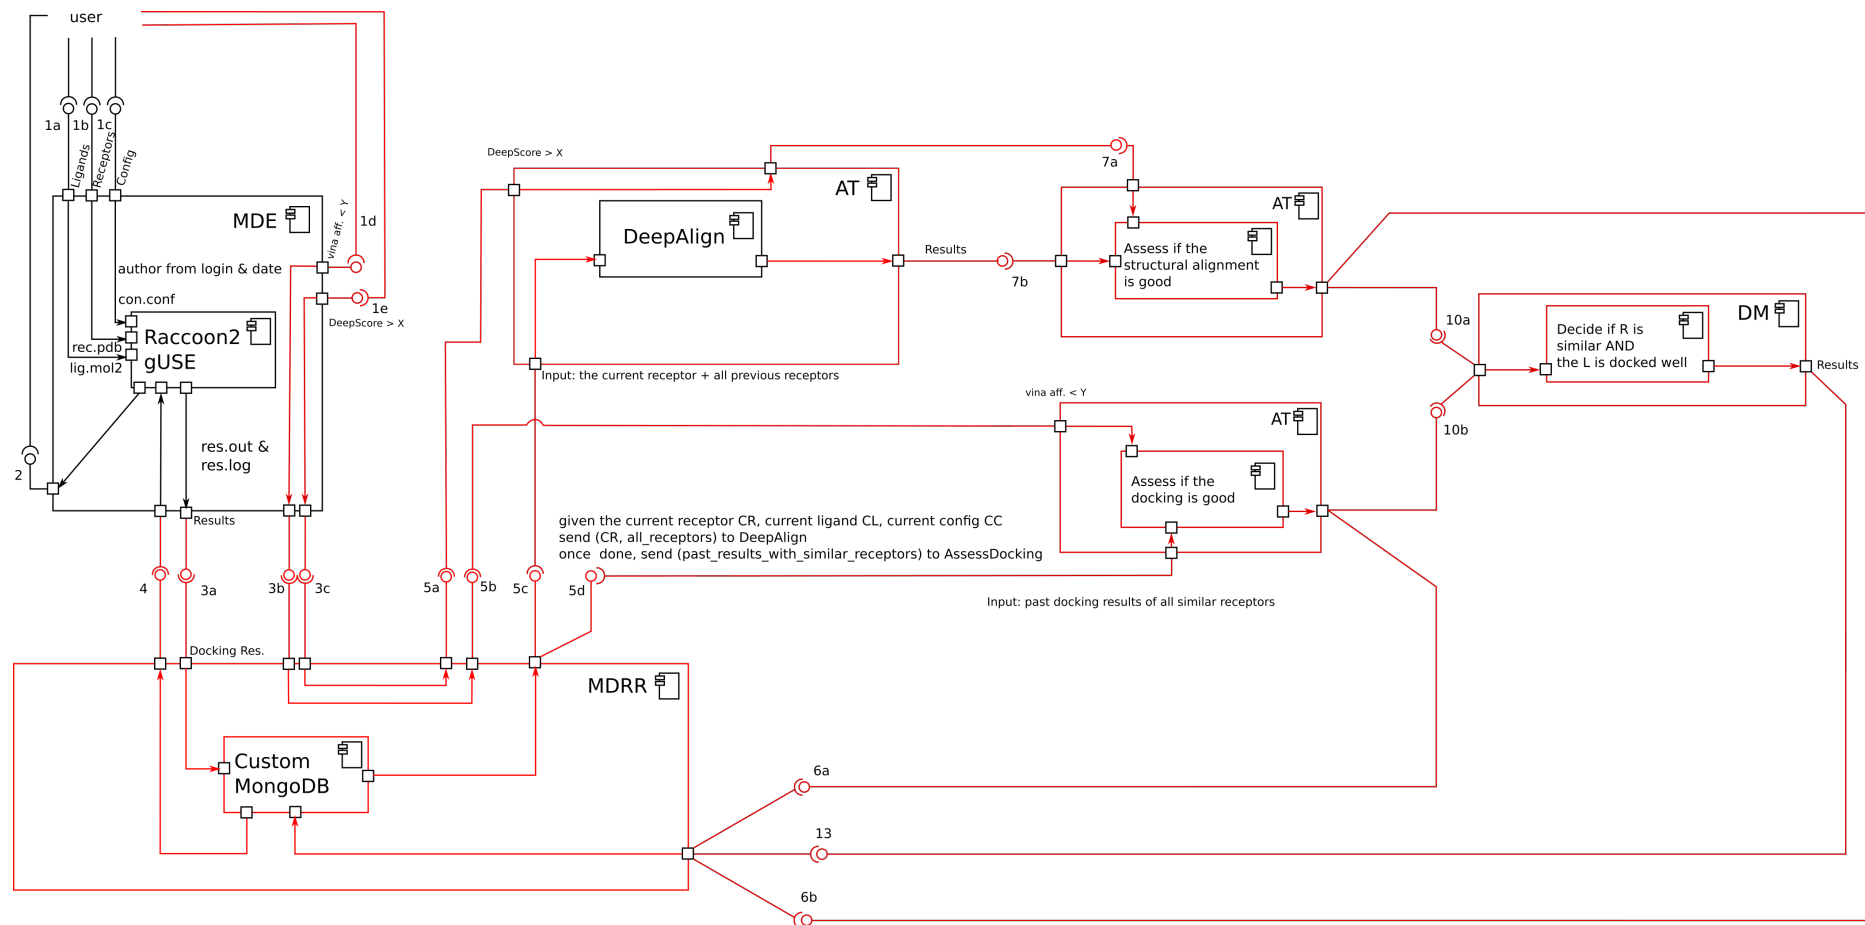 user
1a
1b
1c
Ligands
Receptors
Config
MDE
vina aff. < Y
1d
author from login & date
1e
DeepScore > X
con.conf
Raccoon2
gUSE
rec.pdb
lig.mol2
res.out &
res.log
2
Results
4
3a
3b
3c
5a
5b
5c
5d
DeepScore > X
AT
DeepAlign
Results
Input: the current receptor + all previous receptors
7a
7b
AT
Assess if the
structural alignment
is good
10a
10b
DM
Decide if R is
similar AND
the L is docked well
Results
vina aff. < Y
AT
Assess if the
docking is good
given the current receptor CR, current ligand CL, current config CC
send (CR, all_receptors) to DeepAlign
once done, send (past_results_with_similar_receptors) to AssessDocking
Input: past docking results of all similar receptors
Docking Res.
MDRR
Custom
MongoDB
6a
13
6b